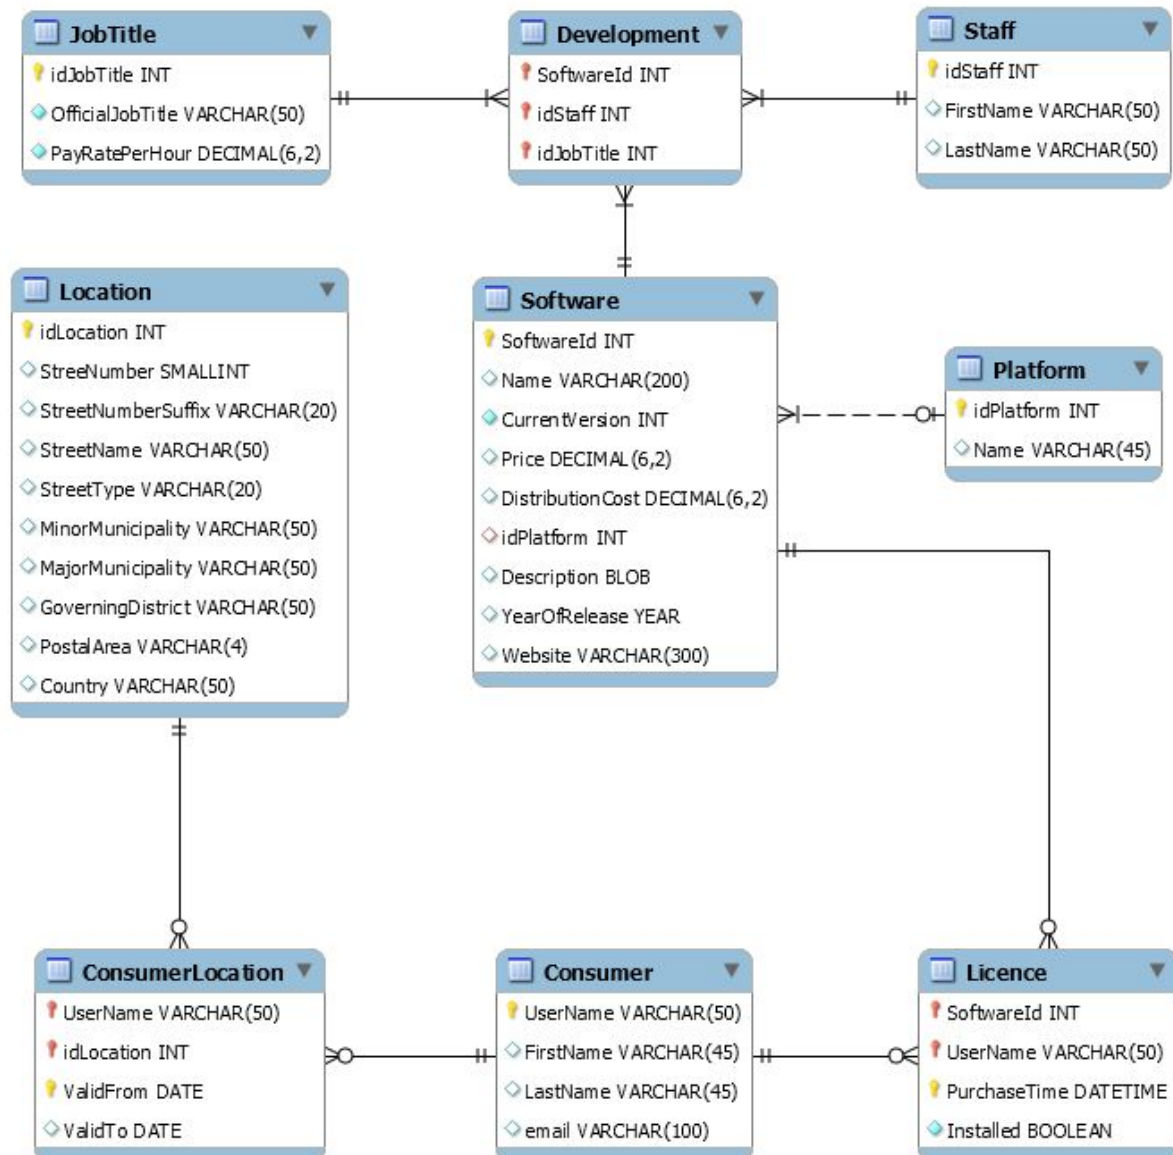 JobTitle
idJobTitle INT
OfficialJobTitle VARCHAR(50)
PayRatePerHour DECIMAL(6,2)
Development
SoftwareId INT
idStaff INT
idJobTitle INT
Staff
idStaff INT
FirstName VARCHAR(50)
LastName VARCHAR(50)
Location
idLocation INT
StreeNumber SMALLINT
StreetNumberSuffix VARCHAR(20)
StreetName VARCHAR(50)
StreetType VARCHAR(20)
MinorMunicipality VARCHAR(50)
MajorMunicipality VARCHAR(50)
GoverningDistrict VARCHAR(50)
PostalArea VARCHAR(4)
Country VARCHAR(50)
Software
SoftwareId INT
Name VARCHAR(200)
CurrentVersion INT
Price DECIMAL(6,2)
DistributionCost DECIMAL(6,2)
idPlatform INT
Description BLOB
YearOfRelease YEAR
Website VARCHAR(300)
Platform
idPlatform INT
Name VARCHAR(45)
ConsumerLocation
UserName VARCHAR(50)
idLocation INT
ValidFrom DATE
ValidTo DATE
Consumer
UserName VARCHAR(50)
FirstName VARCHAR(45)
LastName VARCHAR(45)
email VARCHAR(100)
Licence
SoftwareId INT
UserName VARCHAR(50)
PurchaseTime DATETIME
Installed BOOLEAN